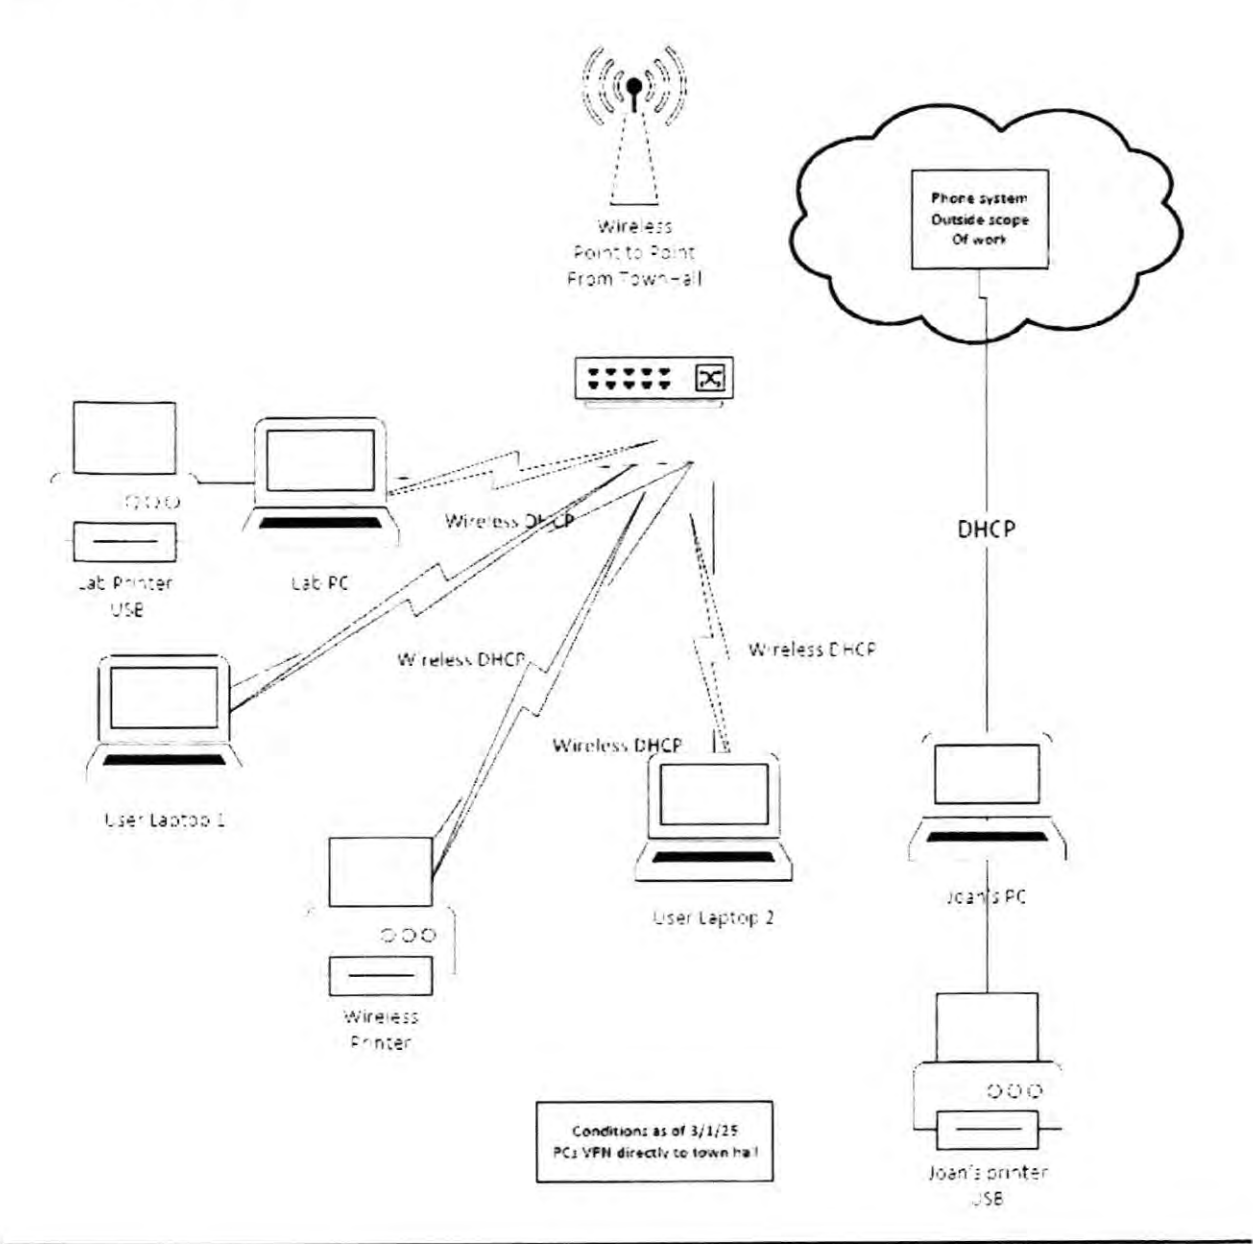 Wireless
Point to Point
From Town Hall
Phone system
Outside scope
Of work
Wireless DHCP
DHCP
Lab Printer
USB
Lab PC
Wireless DHCP
Wireless DHCP
Wireless DHCP
User Laptop 1
User Laptop 2
Joan's PC
Wireless
Printer
Conditions as of 3/1/25
PCs VPN directly to town hall
Joan's printer
USB